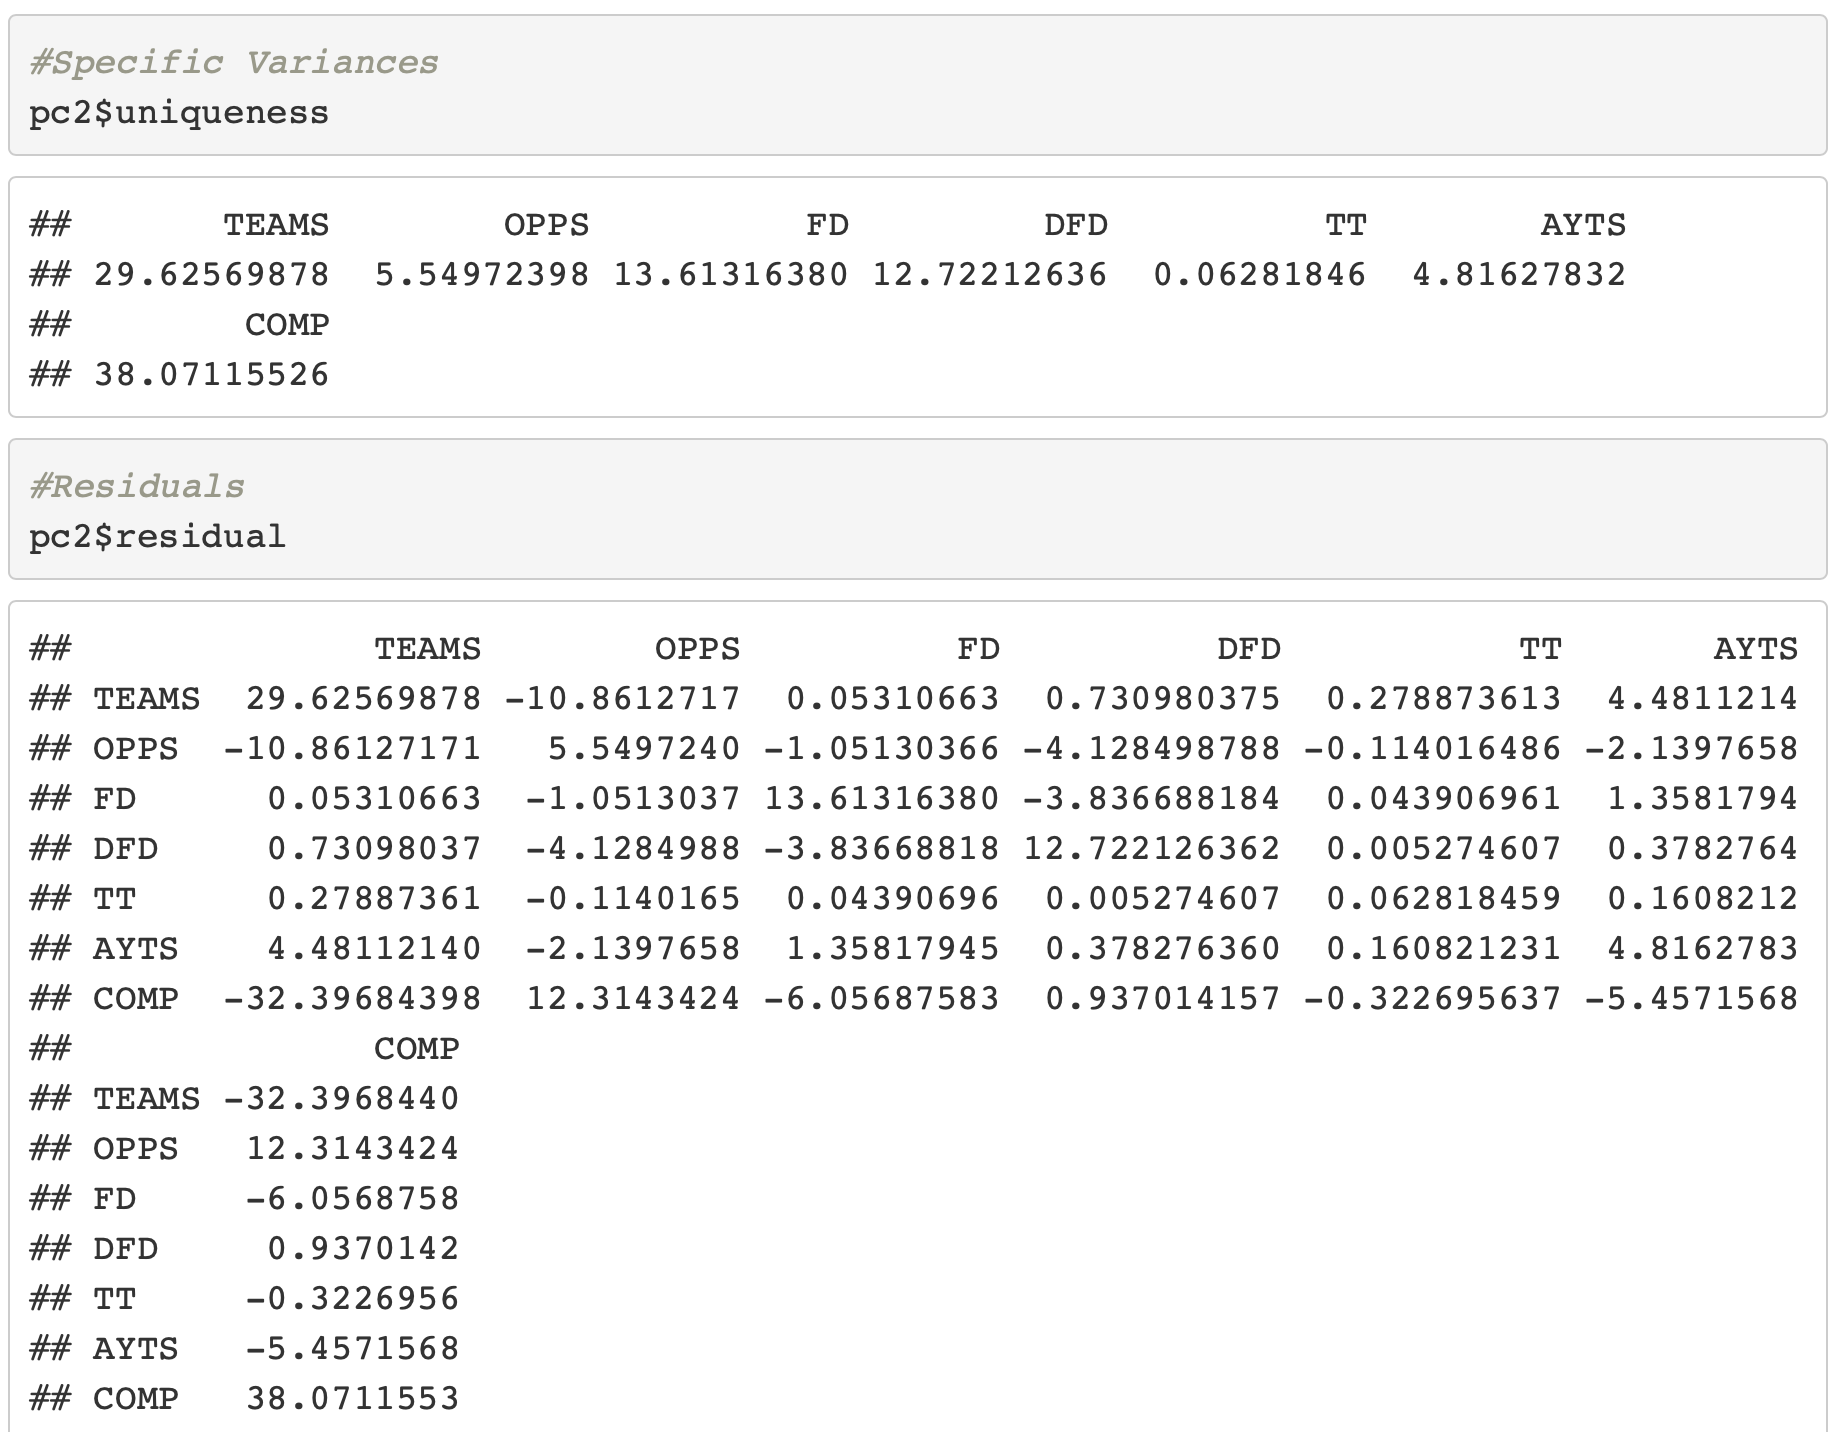 #Specific Variances
pc2$uniqueness
##       TEAMS        OPPS          FD         DFD          TT        AYTS
## 29.62569878  5.54972398 13.61316380 12.72212636  0.06281846  4.81627832
##        COMP
## 38.07115526
#Residuals
pc2$residual
##              TEAMS        OPPS          FD          DFD           TT       AYTS
## TEAMS  29.62569878 -10.8612717  0.05310663  0.730980375  0.278873613  4.4811214
## OPPS  -10.86127171   5.5497240 -1.05130366 -4.128498788 -0.114016486 -2.1397658
## FD      0.05310663  -1.0513037 13.61316380 -3.836688184  0.043906961  1.3581794
## DFD     0.73098037  -4.1284988 -3.83668818 12.722126362  0.005274607  0.3782764
## TT      0.27887361  -0.1140165  0.04390696  0.005274607  0.062818459  0.1608212
## AYTS    4.48112140  -2.1397658  1.35817945  0.378276360  0.160821231  4.8162783
## COMP  -32.39684398  12.3143424 -6.05687583  0.937014157 -0.322695637 -5.4571568
##              COMP
## TEAMS -32.3968440
## OPPS   12.3143424
## FD     -6.0568758
## DFD     0.9370142
## TT     -0.3226956
## AYTS   -5.4571568
## COMP   38.0711553